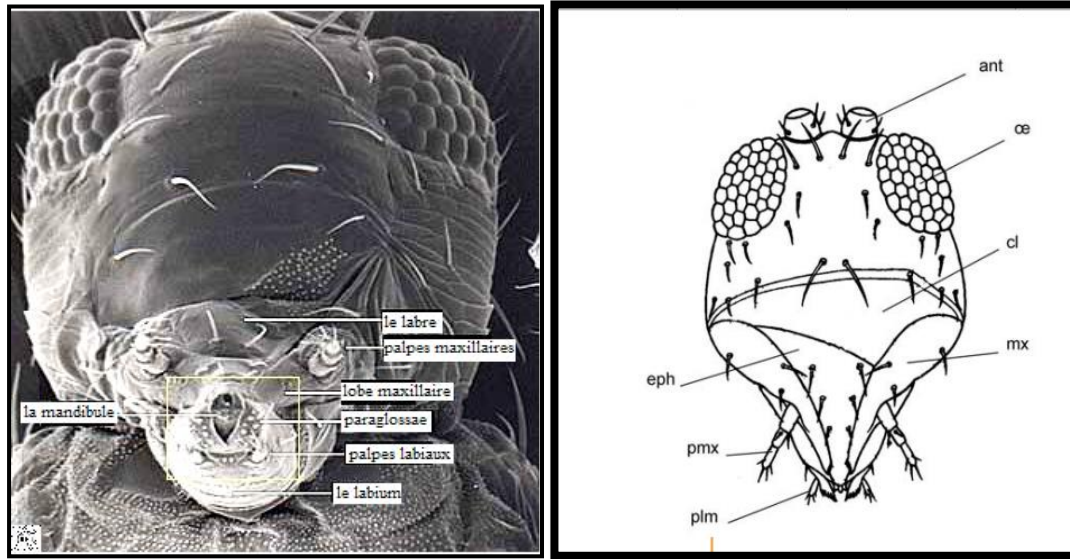 le labre
palpes maxillaires
lobe maxillaire
la mandibule
paraglossae
palpes labiaux
le labium
ant
œ
cl
mx
eph
pmx
plm